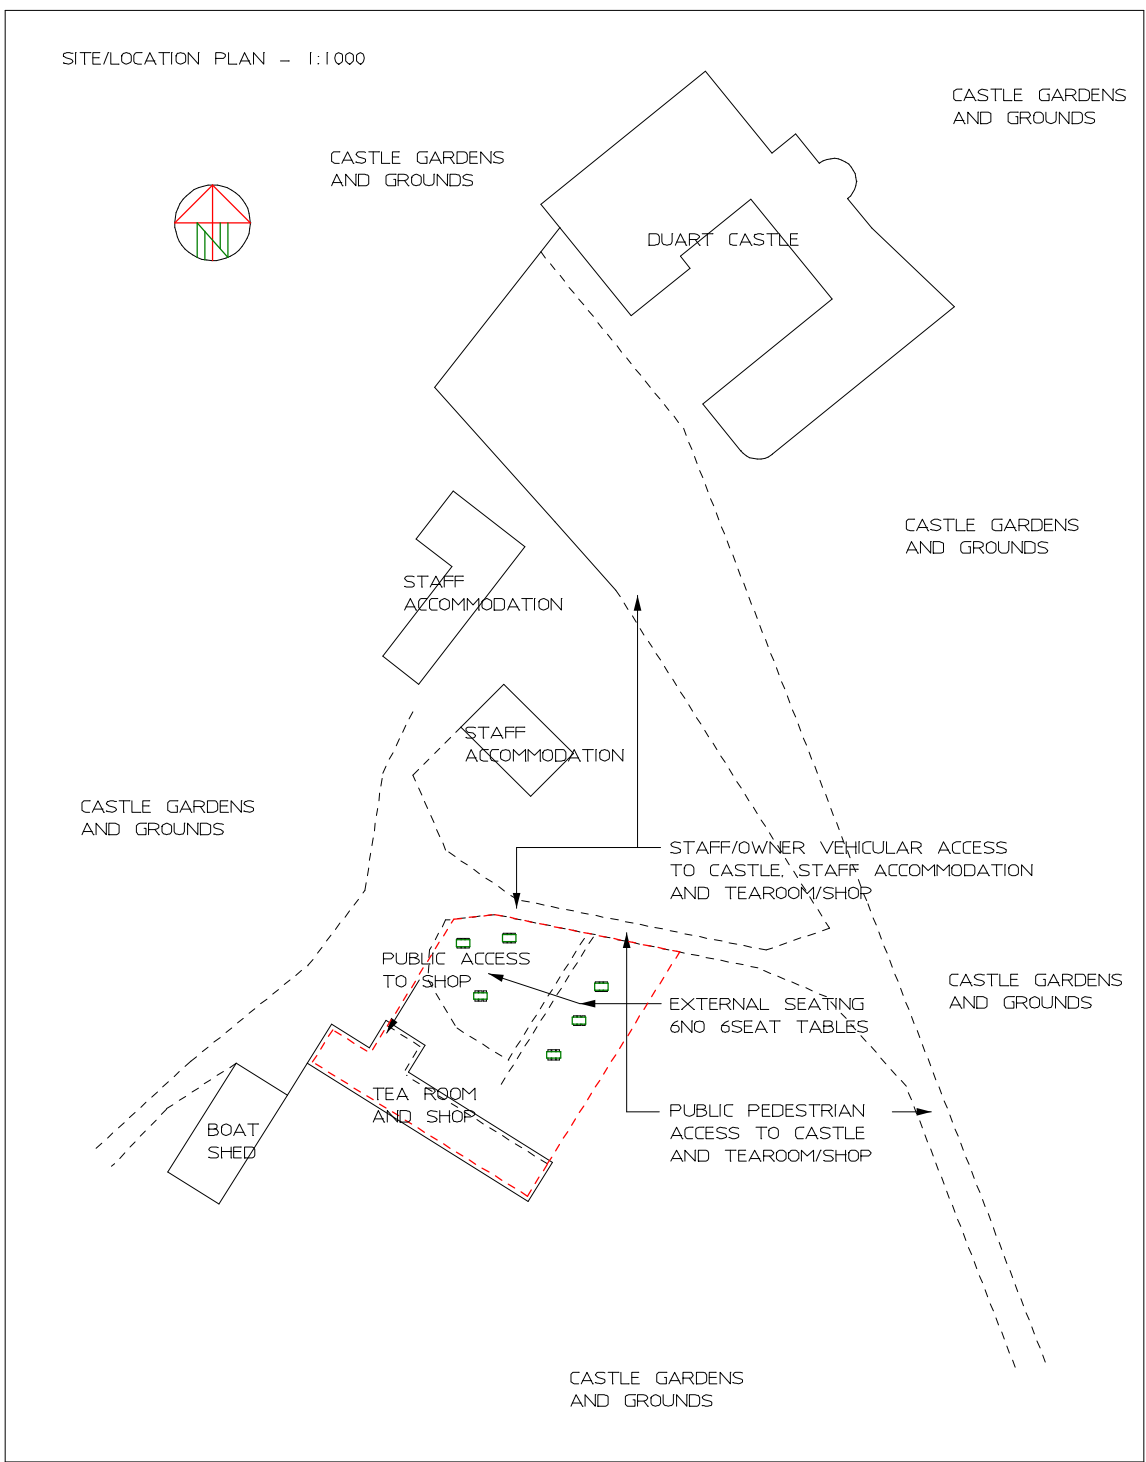 SITE/LOCATION PLAN - 1:1000
CASTLE GARDENS
AND GROUNDS
CASTLE GARDENS
AND GROUNDS
N
DUART CASTLE
CASTLE GARDENS
AND GROUNDS
STAFF
ACCOMMODATION
STAFF
ACCOMMODATION
CASTLE GARDENS
AND GROUNDS
STAFF/OWNER VEHICULAR ACCESS
TO CASTLE, STAFF ACCOMMODATION
AND TEAROOM/SHOP
PUBLIC ACCESS
TO SHOP
CASTLE GARDENS
AND GROUNDS
EXTERNAL SEATING
6NO 6SEAT TABLES
TEA ROOM
AND SHOP
PUBLIC PEDESTRIAN
ACCESS TO CASTLE
AND TEAROOM/SHOP
BOAT
SHED
CASTLE GARDENS
AND GROUNDS